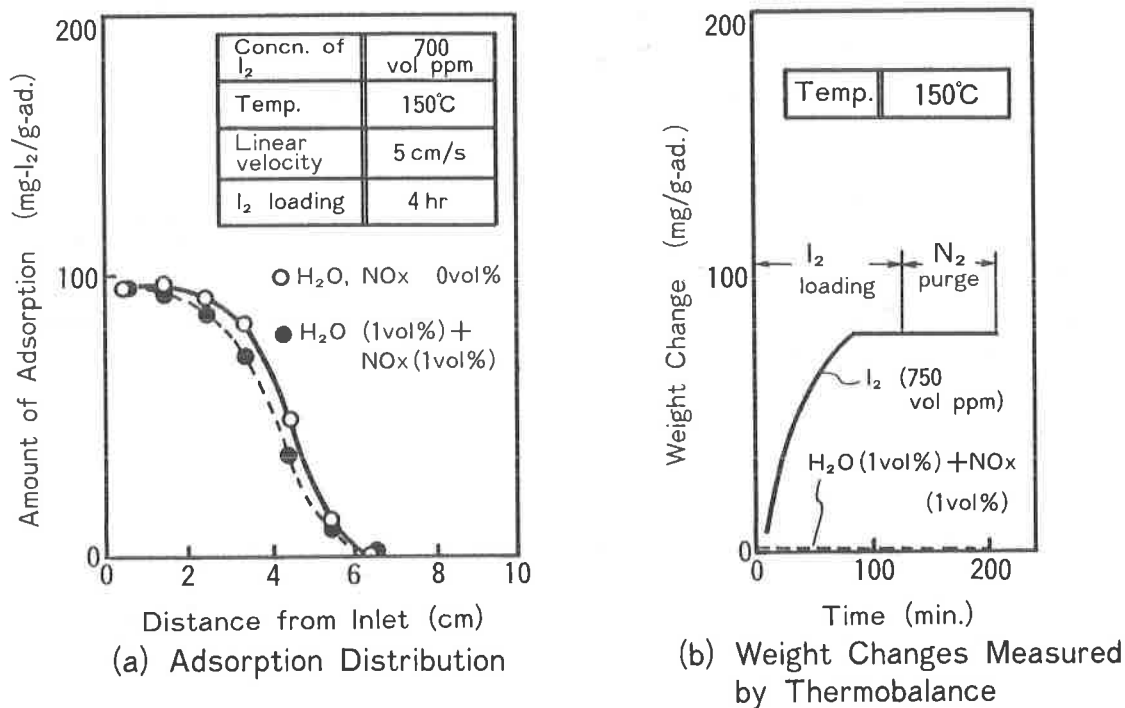 200
100
0
Amount of Adsorption (mg-I₂/g-ad.)
Concn. of I₂ 700 vol ppm
Temp. 150℃
Linear velocity 5 cm/s
I₂ loading 4 hr
H₂O, NOx 0vol%
H₂O (1vol%)+
NOx (1vol%)
0 2 4 6 8 10
Distance from Inlet (cm)
(a) Adsorption Distribution
200
100
0
Weight Change (mg/g-ad.)
Temp. 150℃
I₂ loading
N₂ purge
I₂ (750
vol ppm)
H₂O (1vol%)+NOx
(1vol%)
0 100 200
Time (min.)
(b) Weight Changes Measured
by Thermobalance